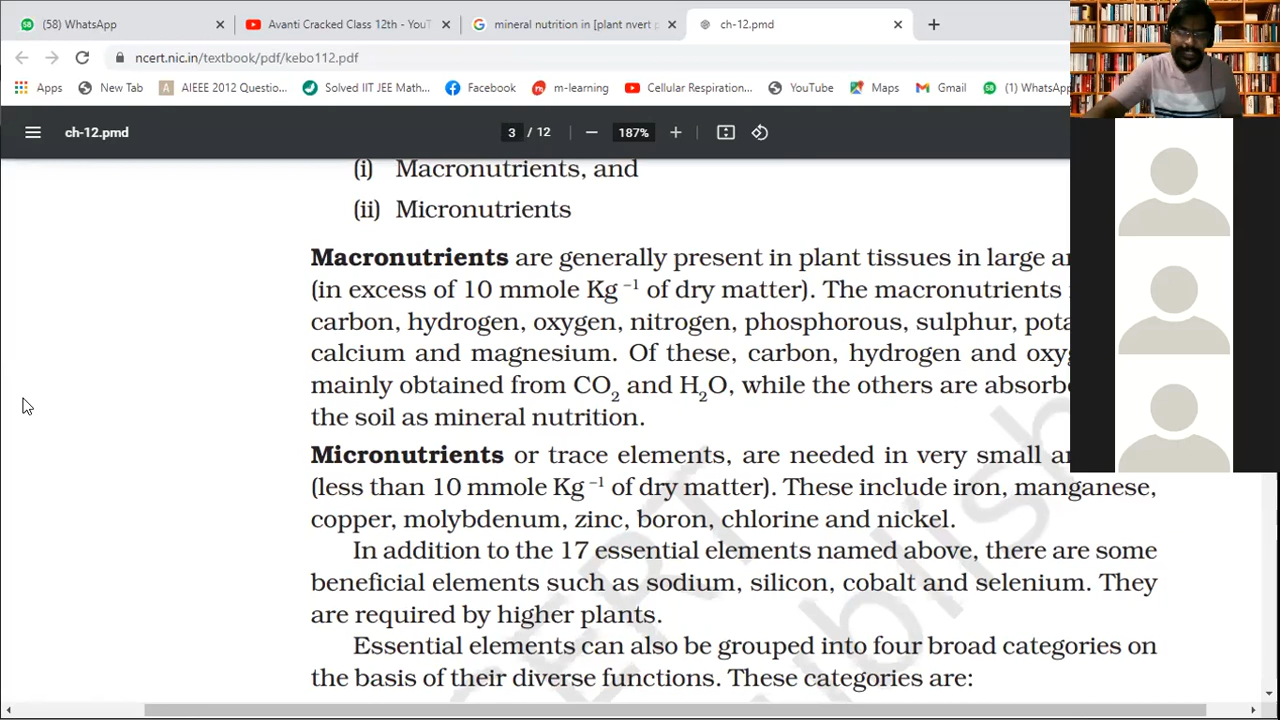 (58) WhatsApp
Avanti Cracked Class 12th - YouT
mineral nutrition in [plant nvert
ch-12.pmd
ncert.nic.in/textbook/pdf/kebo112.pdf
Apps
New Tab
AIEEE 2012 Questio...
Solved IIT JEE Math...
Facebook
m-learning
Cellular Respiration...
YouTube
Maps
Gmail
(1) WhatsApp
ch-12.pmd
3 / 12
187%
(i) Macronutrients, and
(ii) Micronutrients
Macronutrients are generally present in plant tissues in large
(in excess of 10 mmole Kg⁻¹ of dry matter). The macronutrients
carbon, hydrogen, oxygen, nitrogen, phosphorous, sulphur,
calcium and magnesium. Of these, carbon, hydrogen and
mainly obtained from CO₂ and H₂O, while the others are
the soil as mineral nutrition.
Micronutrients or trace elements, are needed in very small
(less than 10 mmole Kg⁻¹ of dry matter). These include iron, manganese,
copper, molybdenum, zinc, boron, chlorine and nickel.
In addition to the 17 essential elements named above, there are some
beneficial elements such as sodium, silicon, cobalt and selenium. They
are required by higher plants.
Essential elements can also be grouped into four broad categories on
the basis of their diverse functions. These categories are: